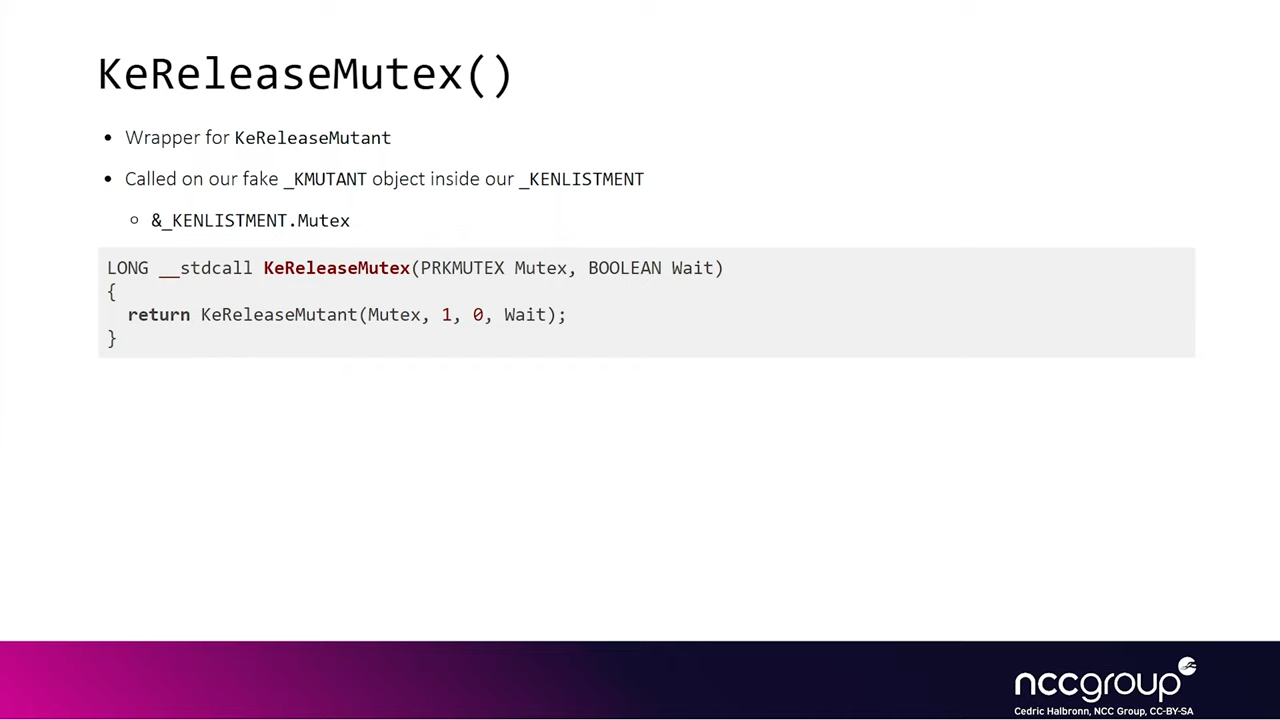 KeReleaseMutex()
• Wrapper for KeReleaseMutant
• Called on our fake _KMUTANT object inside our _KENLISTMENT
○ &_KENLISTMENT.Mutex
LONG __stdcall KeReleaseMutex(PRKMUTEX Mutex, BOOLEAN Wait)
{
  return KeReleaseMutant(Mutex, 1, 0, Wait);
}
nccgroup
Cedric Halbronn, NCC Group, CC-BY-SA